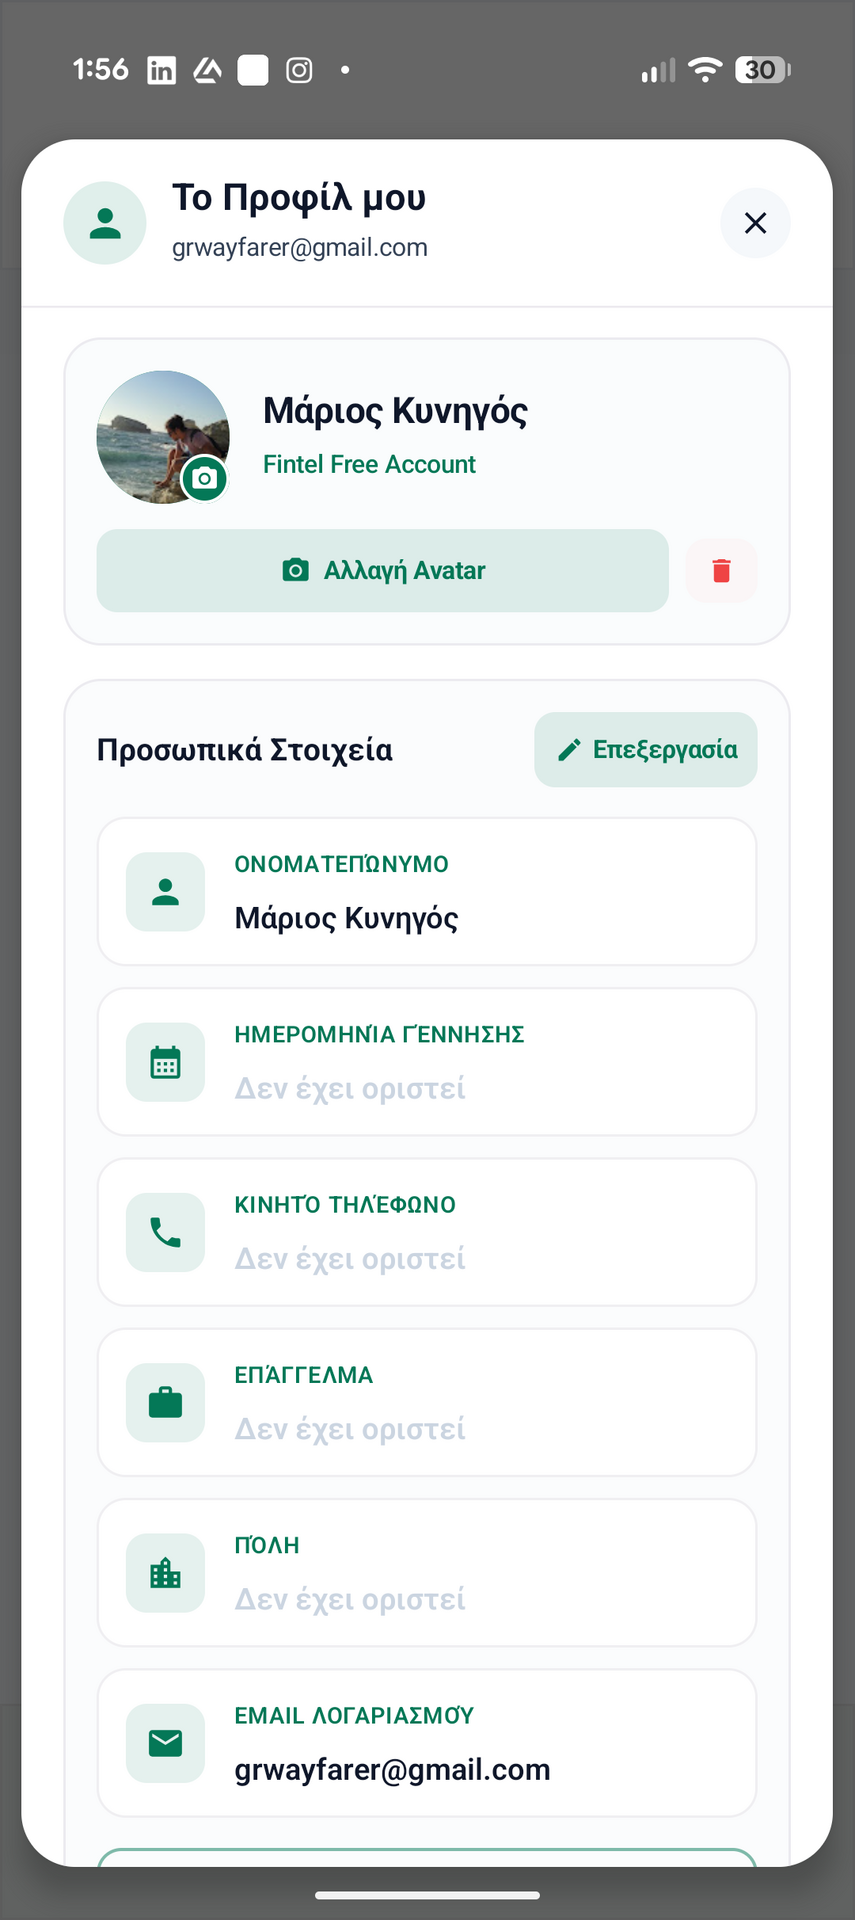 1:56
30
Το Προφίλ μου
grwayfarer@gmail.com
Μάριος Κυνηγός
Fintel Free Account
Αλλαγή Avatar
Προσωπικά Στοιχεία
Επεξεργασία
ΟΝΟΜΑΤΕΠΏΝΥΜΟ
Μάριος Κυνηγός
ΗΜΕΡΟΜΗΝΊΑ ΓΈΝΝΗΣΗΣ
Δεν έχει οριστεί
ΚΙΝΗΤΌ ΤΗΛΈΦΩΝΟ
Δεν έχει οριστεί
ΕΠΆΓΓΕΛΜΑ
Δεν έχει οριστεί
ΠΌΛΗ
Δεν έχει οριστεί
EMAIL ΛΟΓΑΡΙΑΣΜΟΎ
grwayfarer@gmail.com